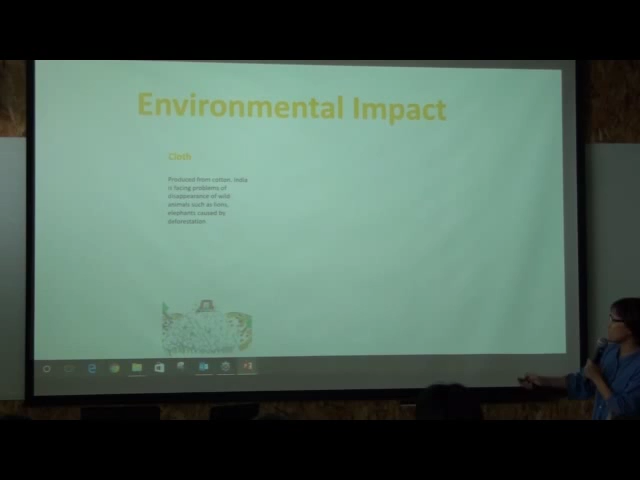 Environmental Impact
Cloth
Produced from cotton, India
is facing problems of
disappearance of wild
animals such as lions,
elephants caused by
deforestation